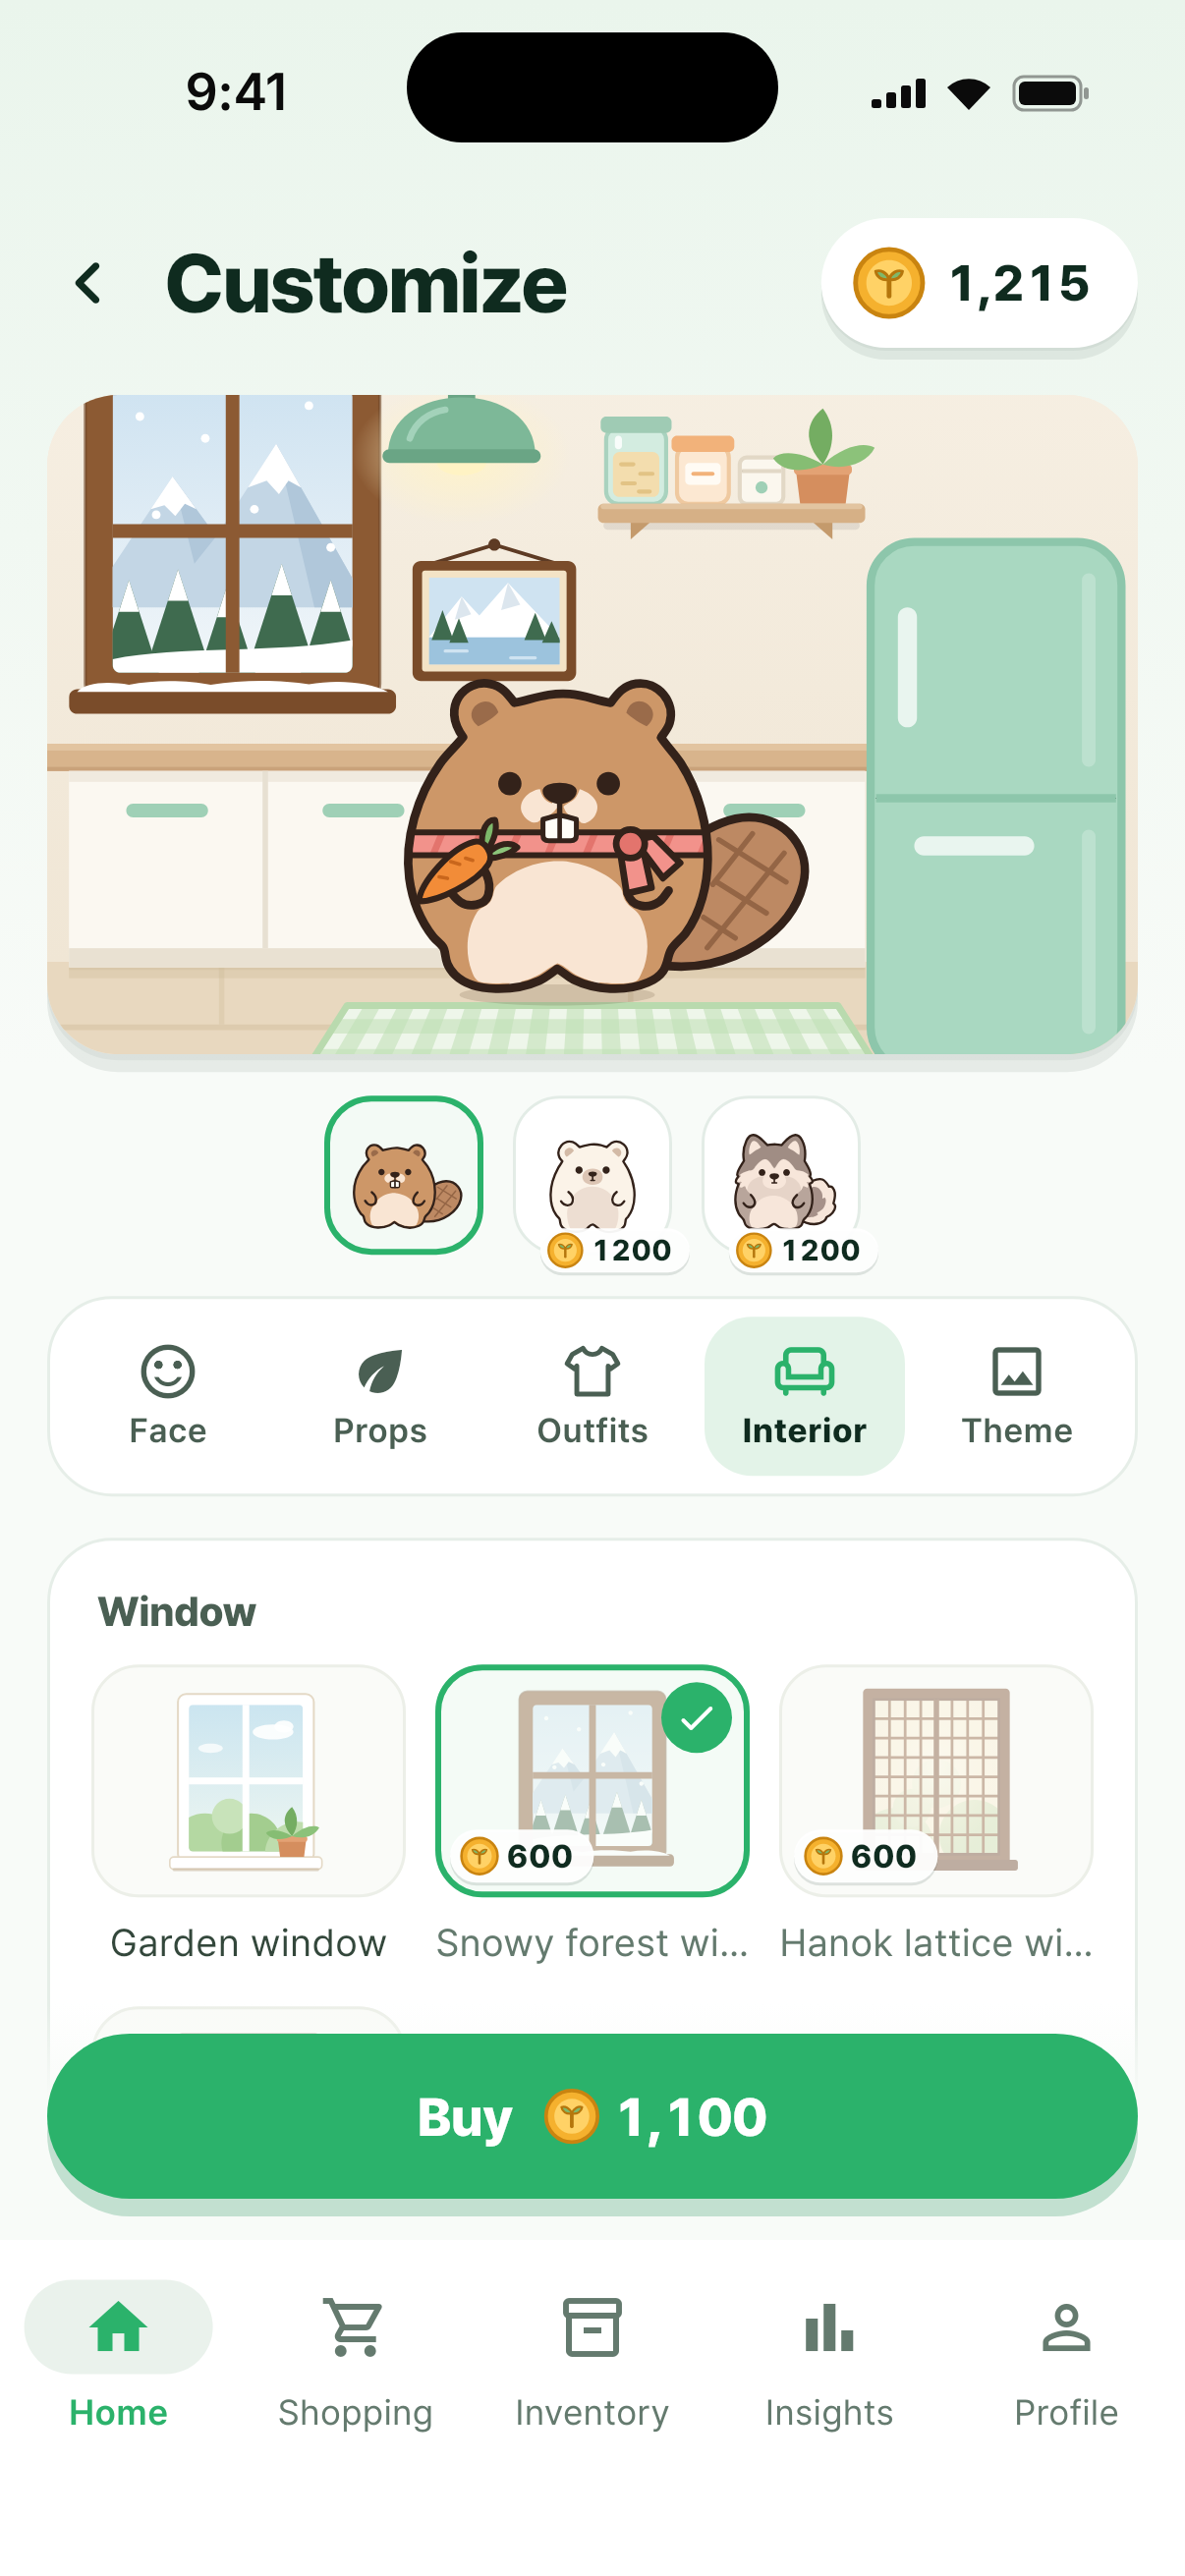 9:41
Customize
1,215
1200
1200
Face
Props
Outfits
Interior
Theme
Window
600
600
Garden window
Snowy forest wi...
Hanok lattice wi...
Buy 1,100
Home
Shopping
Inventory
Insights
Profile